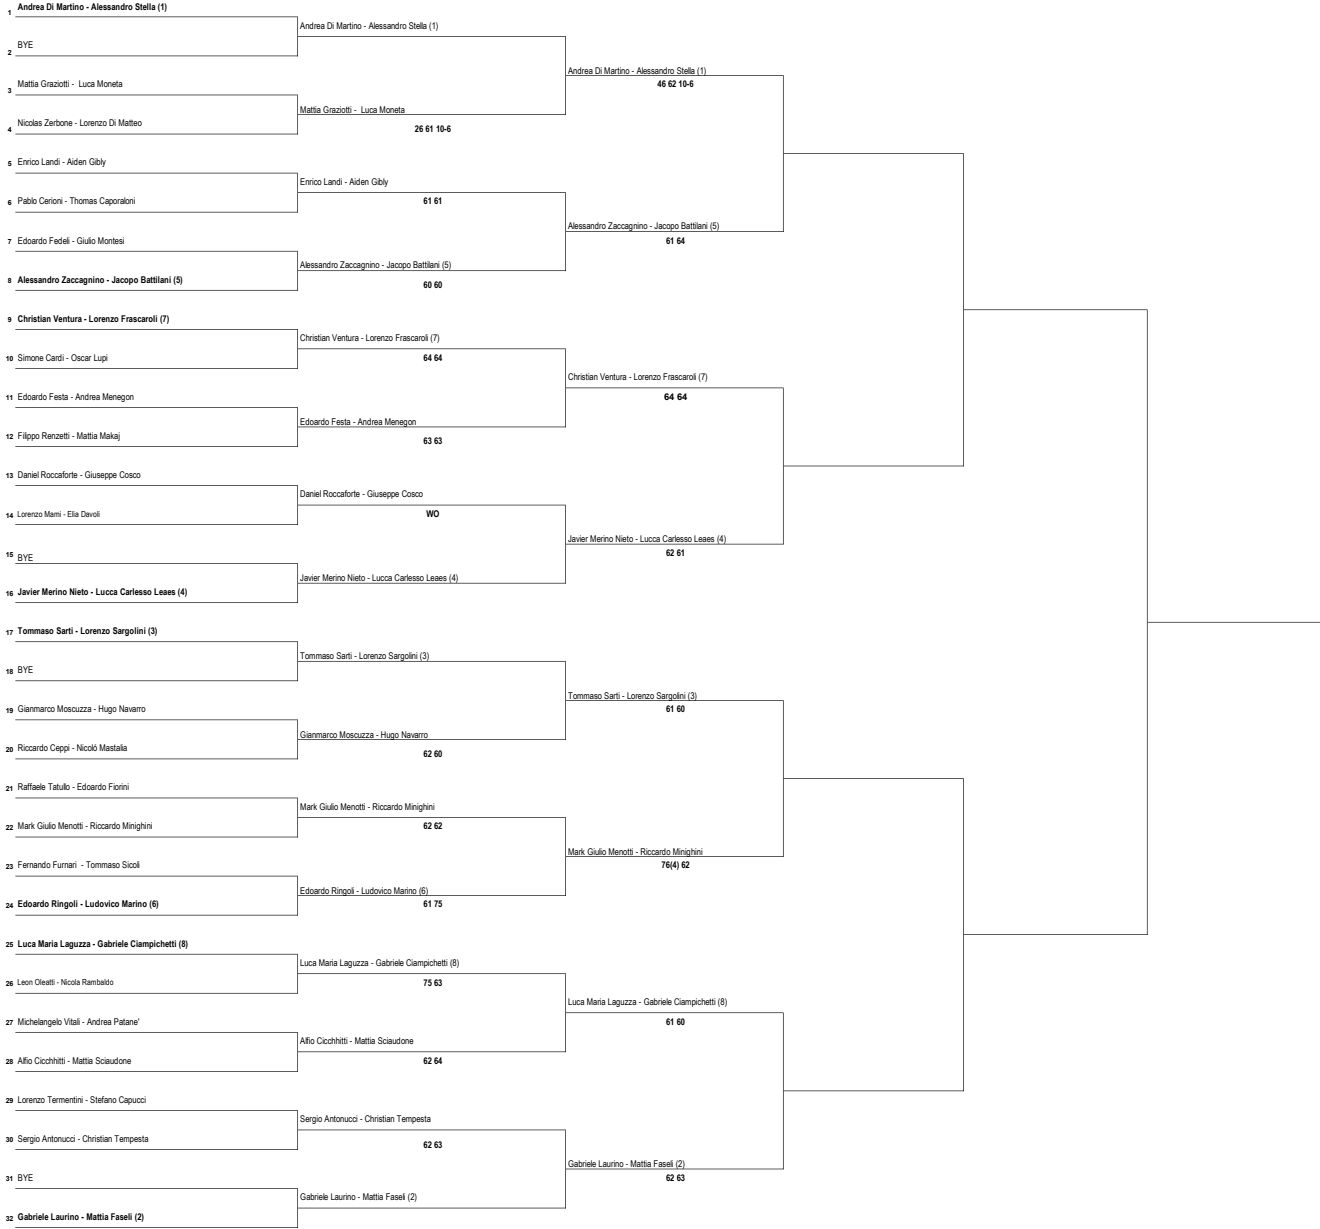 1 Andrea Di Martino - Alessandro Stella (1)
2 BYE
3 Mattia Graziotti - Luca Moneta
4 Nicolas Zerbone - Lorenzo Di Matteo
5 Enrico Landi - Aiden Gibly
6 Pablo Cerioni - Thomas Caporaloni
7 Edoardo Fedeli - Giulio Montesi
8 Alessandro Zaccagnino - Jacopo Battilani (5)
9 Christian Ventura - Lorenzo Frascaroli (7)
10 Simone Cardi - Oscar Lupi
11 Edoardo Festa - Andrea Menegon
12 Filippo Renzetti - Mattia Makaj
13 Daniel Roccaforte - Giuseppe Cosco
14 Lorenzo Mami - Elia Davoli
15 BYE
16 Javier Merino Nieto - Lucca Carlesso Leaes (4)
17 Tommaso Sarti - Lorenzo Sargolini (3)
18 BYE
19 Gianmarco Moscuzza - Hugo Navarro
20 Riccardo Ceppi - Nicoló Mastalia
21 Raffaele Tatullo - Edoardo Fiorini
22 Mark Giulio Menotti - Riccardo Minighini
23 Fernando Furnari - Tommaso Sicoli
24 Edoardo Ringoli - Ludovico Marino (6)
25 Luca Maria Laguzza - Gabriele Ciampichetti (8)
26 Leon Oleatti - Nicola Rambaldo
27 Michelangelo Vitali - Andrea Patane'
28 Alfio Cicchhitti - Mattia Sciaudone
29 Lorenzo Termentini - Stefano Capucci
30 Sergio Antonucci - Christian Tempesta
31 BYE
32 Gabriele Laurino - Mattia Faseli (2)
Andrea Di Martino - Alessandro Stella (1)
Mattia Graziotti - Luca Moneta
26 61 10-6
Enrico Landi - Aiden Gibly
61 61
Alessandro Zaccagnino - Jacopo Battilani (5)
60 60
Christian Ventura - Lorenzo Frascaroli (7)
64 64
Edoardo Festa - Andrea Menegon
63 63
Daniel Roccaforte - Giuseppe Cosco
WO
Javier Merino Nieto - Lucca Carlesso Leaes (4)
Tommaso Sarti - Lorenzo Sargolini (3)
Gianmarco Moscuzza - Hugo Navarro
62 60
Mark Giulio Menotti - Riccardo Minighini
62 62
Edoardo Ringoli - Ludovico Marino (6)
61 75
Luca Maria Laguzza - Gabriele Ciampichetti (8)
75 63
Alfio Cicchhitti - Mattia Sciaudone
62 64
Sergio Antonucci - Christian Tempesta
62 63
Gabriele Laurino - Mattia Faseli (2)
Andrea Di Martino - Alessandro Stella (1)
46 62 10-6
Alessandro Zaccagnino - Jacopo Battilani (5)
61 64
Christian Ventura - Lorenzo Frascaroli (7)
64 64
Javier Merino Nieto - Lucca Carlesso Leaes (4)
62 61
Tommaso Sarti - Lorenzo Sargolini (3)
61 60
Mark Giulio Menotti - Riccardo Minighini
76(4) 62
Luca Maria Laguzza - Gabriele Ciampichetti (8)
61 60
Gabriele Laurino - Mattia Faseli (2)
62 63